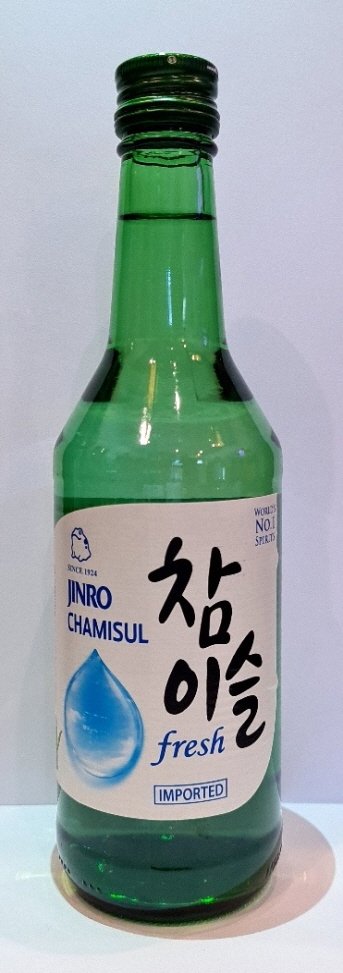 SINCE 1924
JINRO
CHAMISUL
WORLD'S
NO.1
SPIRITS
참
이슬
fresh
IMPORTED